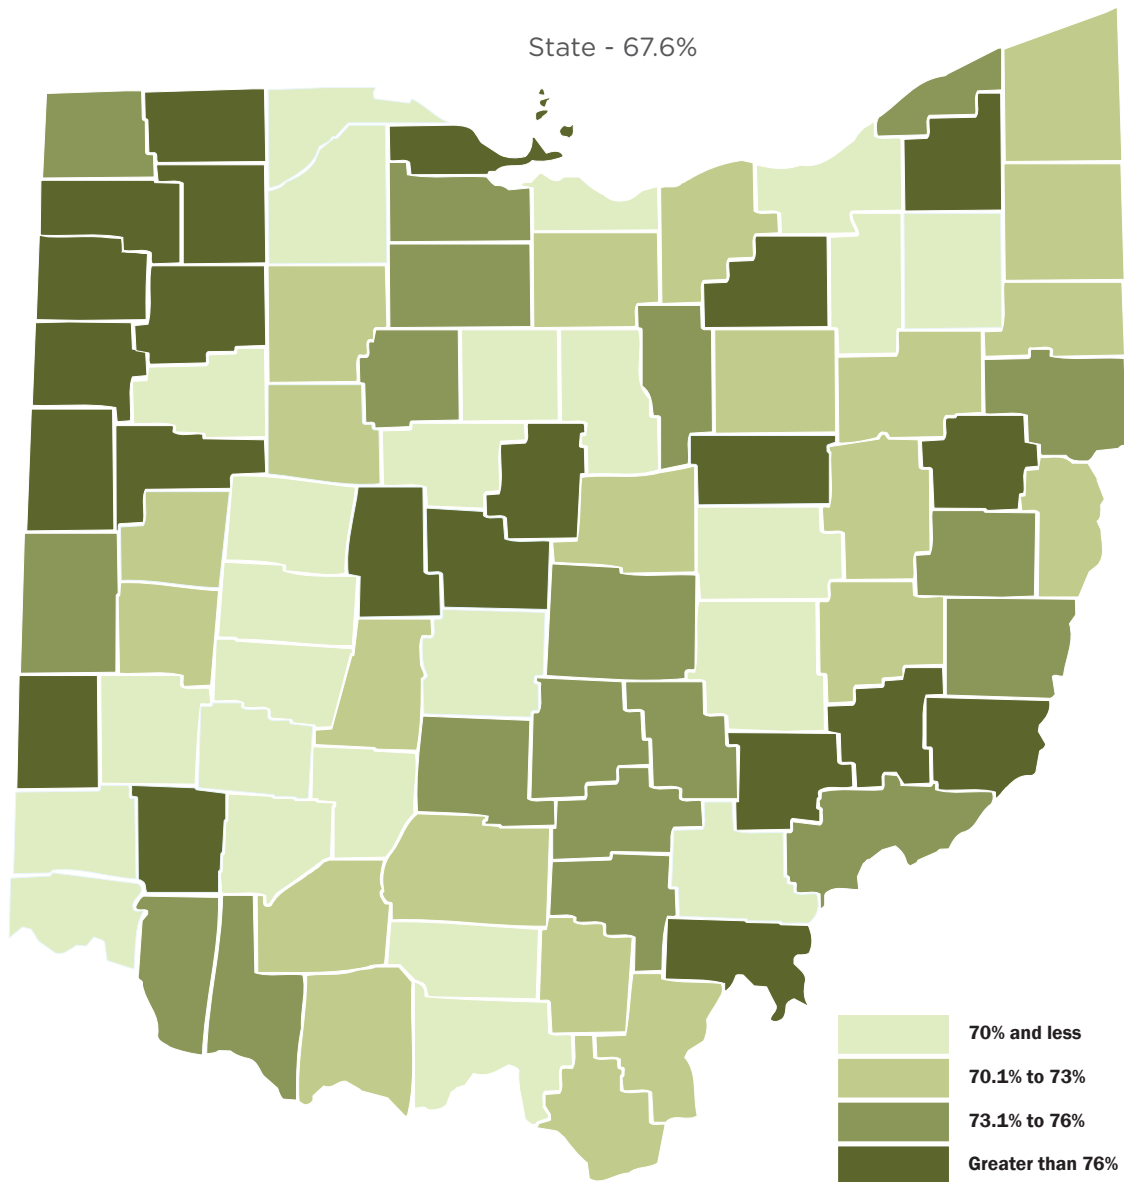 State - 67.6%
70% and less
70.1% to 73%
73.1% to 76%
Greater than 76%